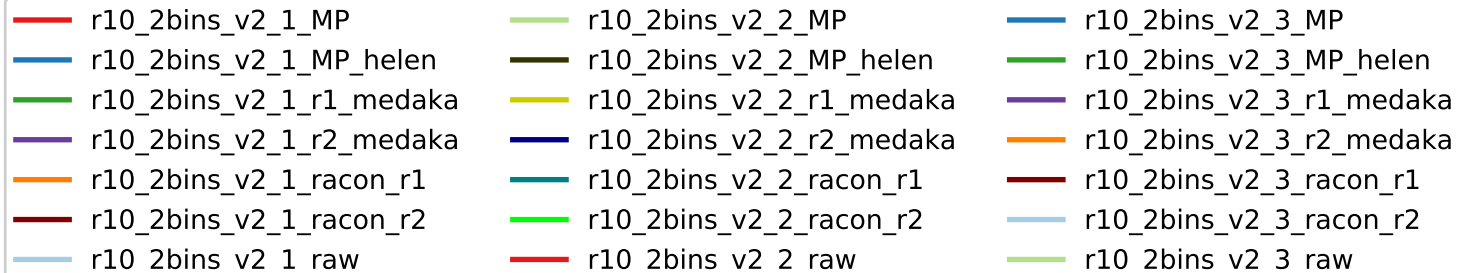 r10_2bins_v2_1_MP r10_2bins_v2_2_MP r10_2bins_v2_3_MP
r10_2bins_v2_1_MP_helen r10_2bins_v2_2_MP_helen r10_2bins_v2_3_MP_helen
r10_2bins_v2_1_r1_medaka r10_2bins_v2_2_r1_medaka r10_2bins_v2_3_r1_medaka
r10_2bins_v2_1_r2_medaka r10_2bins_v2_2_r2_medaka r10_2bins_v2_3_r2_medaka
r10_2bins_v2_1_racon_r1 r10_2bins_v2_2_racon_r1 r10_2bins_v2_3_racon_r1
r10_2bins_v2_1_racon_r2 r10_2bins_v2_2_racon_r2 r10_2bins_v2_3_racon_r2
r10_2bins_v2_1_raw r10_2bins_v2_2_raw r10_2bins_v2_3_raw